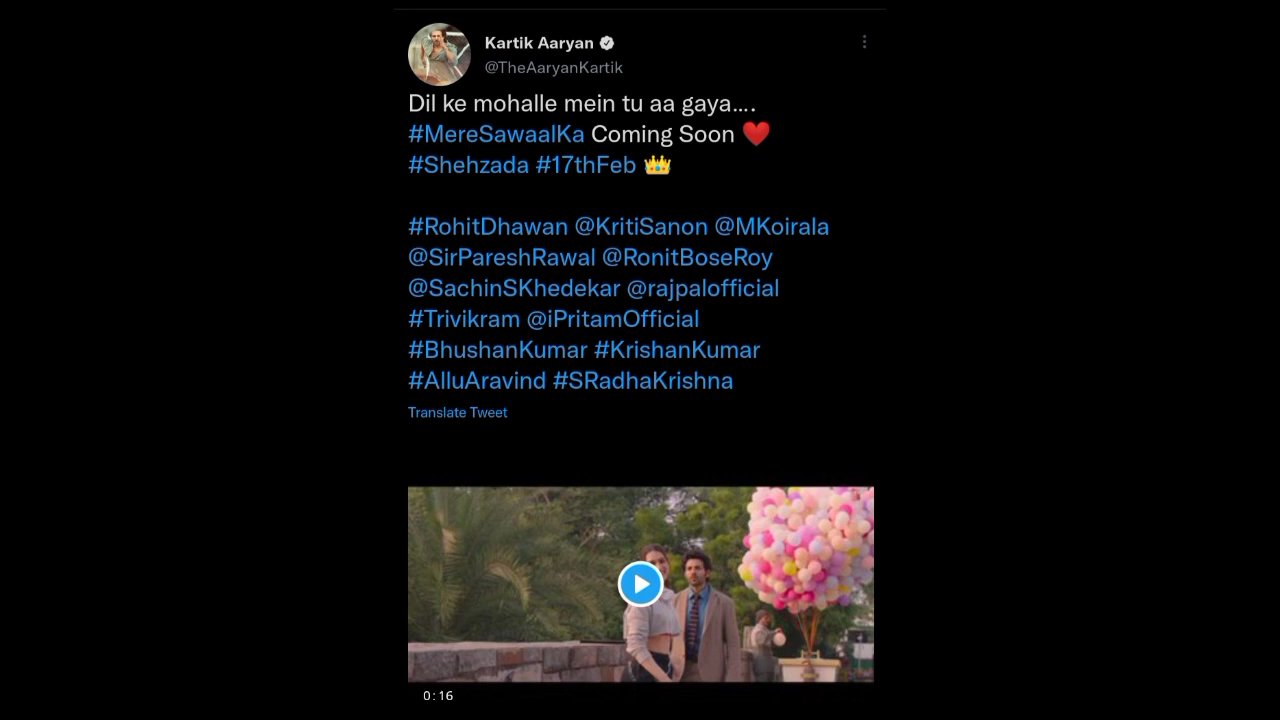 Kartik Aaryan
@TheAaryanKartik
Dil ke mohalle mein tu aa gaya....
#MereSawaalKa Coming Soon ❤️
#Shehzada #17thFeb 👑
#RohitDhawan @KritiSanon @MKoirala
@SirPareshRawal @RonitBoseRoy
@SachinSKhedekar @rajpalofficial
#Trivikram @iPritamOfficial
#BhushanKumar #KrishanKumar
#AlluAravind #SRadhaKrishna
Translate Tweet
0:16